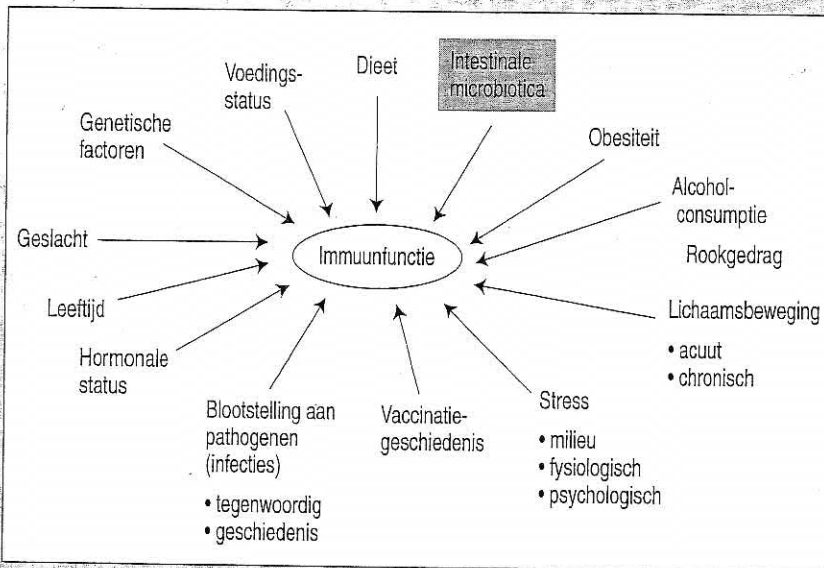 Voedings-
status
Dieet
Intestinale
microbiotica
Genetische
factoren
Obesiteit
Alcohol-
consumptie
Geslacht
Immuunfunctie
Rookgedrag
Leeftijd
Lichaamsbeweging
• acuut
• chronisch
Hormonale
status
Blootstelling aan
pathogenen
(infecties)
• tegenwoordig
• geschiedenis
Vaccinatie-
geschiedenis
Stress
• milieu
• fysiologisch
• psychologisch